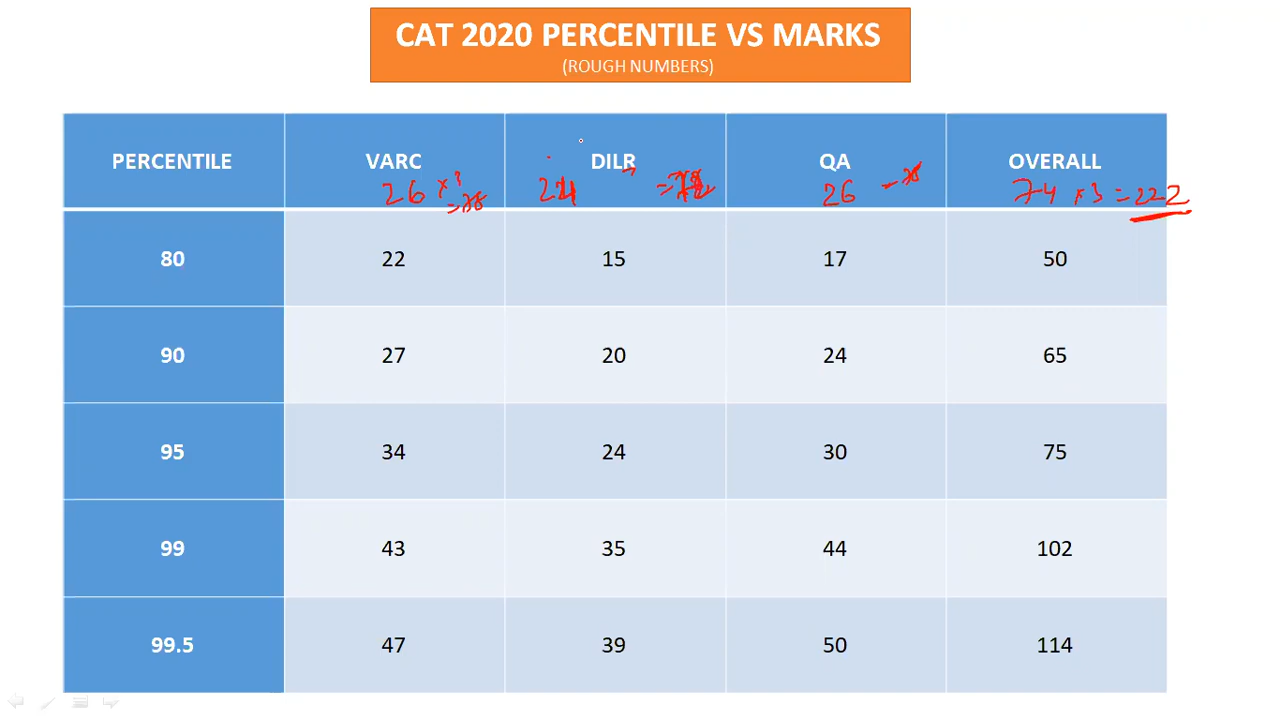 CAT 2020 PERCENTILE VS MARKS
(ROUGH NUMBERS)
PERCENTILE VARC DILR QA OVERALL
26 × 3 = 78 24 26 74 × 3 = 222
80 22 15 17 50
90 27 20 24 65
95 34 24 30 75
99 43 35 44 102
99.5 47 39 50 114